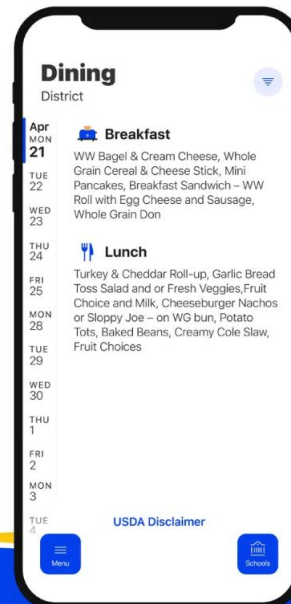 Dining
District
Apr
MON
21
TUE
22
WED
23
THU
24
FRI
25
MON
28
TUE
29
WED
30
THU
1
FRI
2
MON
3
TUE
4
Breakfast
WW Bagel & Cream Cheese, Whole
Grain Cereal & Cheese Stick, Mini
Pancakes, Breakfast Sandwich – WW
Roll with Egg Cheese and Sausage,
Whole Grain Don
Lunch
Turkey & Cheddar Roll-up, Garlic Bread
Toss Salad and or Fresh Veggies,Fruit
Choice and Milk, Cheeseburger Nachos
or Sloppy Joe – on WG bun, Potato
Tots, Baked Beans, Creamy Cole Slaw,
Fruit Choices
USDA Disclaimer
Menu
Schools